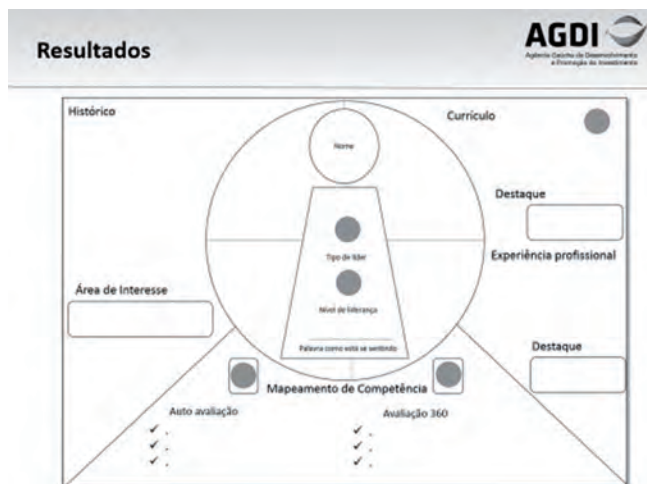 Resultados
AGDI
Agência Gaúcha de Desenvolvimento
e Promoção do Investimento
Histórico
Currículo
Nome
Destaque
Tipo de líder
Experiência profissional
Área de Interesse
Nível de liderança
Palavra como está se sentindo
Destaque
Mapeamento de Competência
Auto avaliação
Avaliação 360
✓ .
✓ .
✓ .
✓ .
✓ .
✓ .